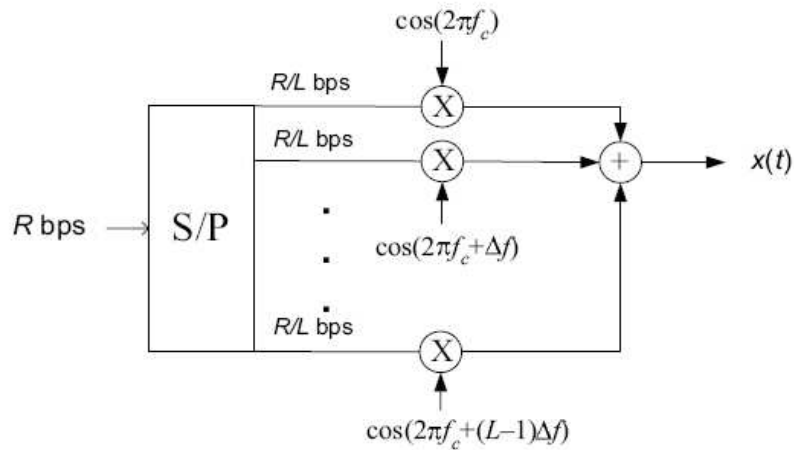 cos(2πf_c)
R/L bps
X
R/L bps
X
+
x(t)
R bps
S/P
cos(2πf_c+Δf)
R/L bps
X
cos(2πf_c+(L−1)Δf)